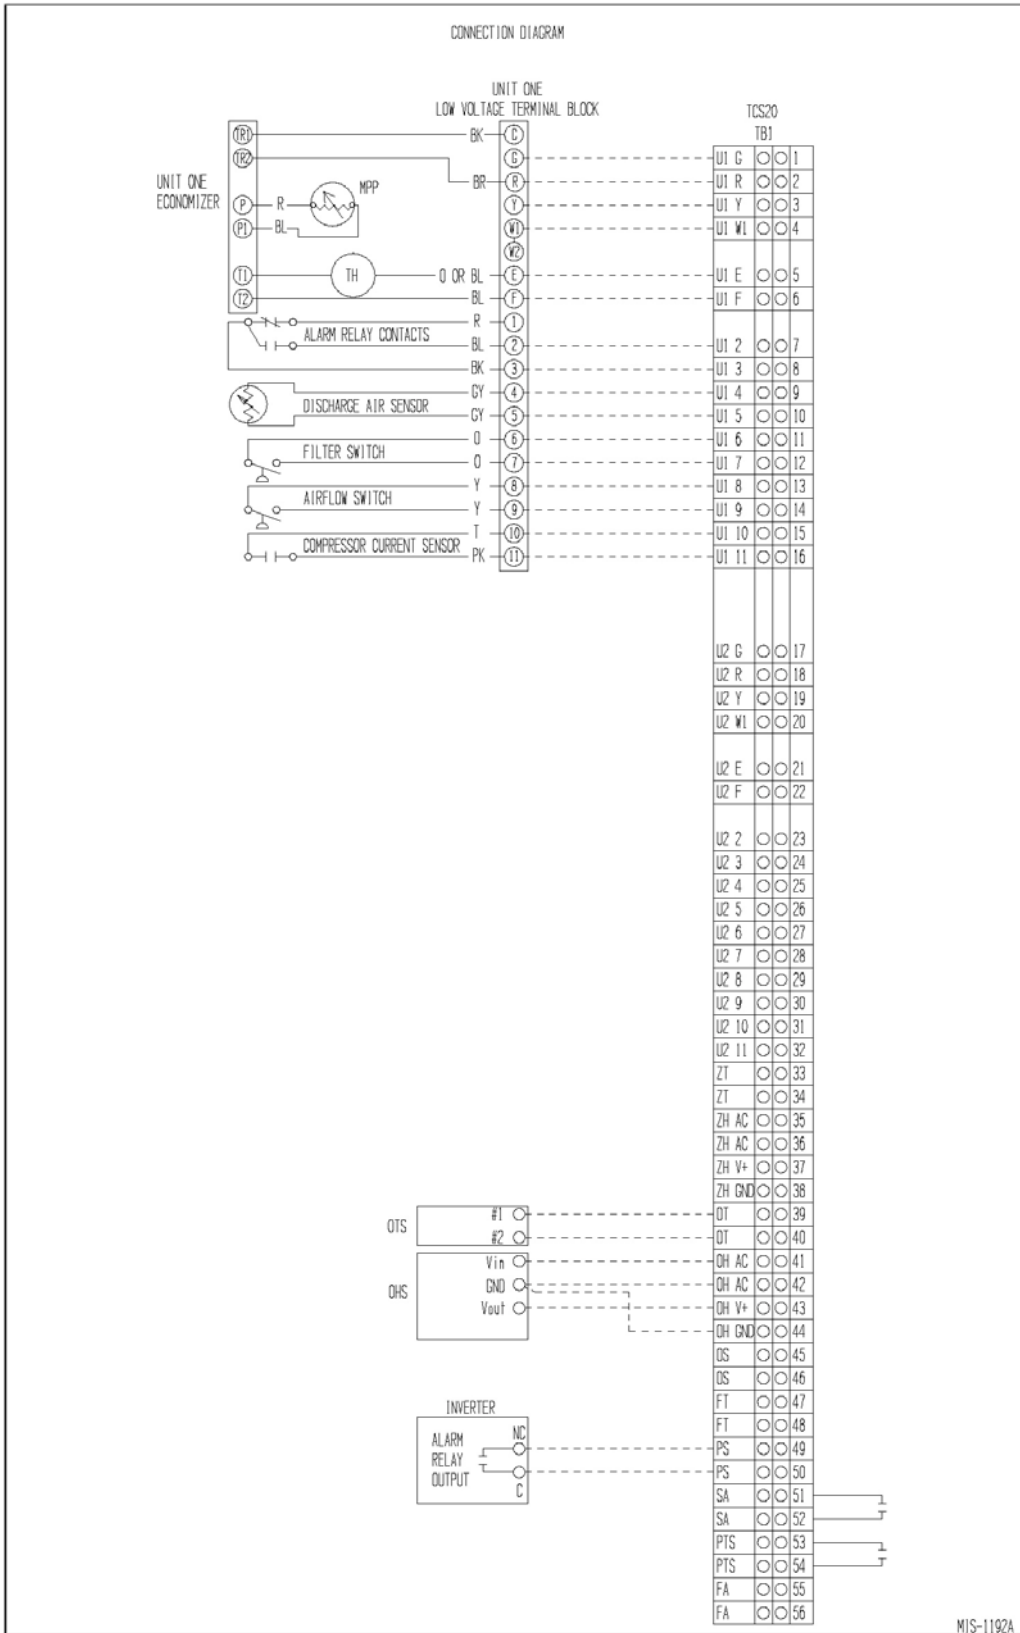 CONNECTION DIAGRAM
UNIT ONE
LOW VOLTAGE TERMINAL BLOCK
TCS20
TB1
TR1 BK C
G U1 G 1
TR2 BR R U1 R 2
UNIT ONE
ECONOMIZER
MPP
P R Y U1 Y 3
P1 BL W1 U1 W1 4
W2
T1 TH O OR BL E U1 E 5
T2 BL F U1 F 6
R 1
ALARM RELAY CONTACTS
BL 2 U1 2 7
BK 3 U1 3 8
GY 4 U1 4 9
DISCHARGE AIR SENSOR
GY 5 U1 5 10
O 6 U1 6 11
FILTER SWITCH
O 7 U1 7 12
Y 8 U1 8 13
AIRFLOW SWITCH
Y 9 U1 9 14
T 10 U1 10 15
COMPRESSOR CURRENT SENSOR
PK 11 U1 11 16
U2 G 17
U2 R 18
U2 Y 19
U2 W1 20
U2 E 21
U2 F 22
U2 2 23
U2 3 24
U2 4 25
U2 5 26
U2 6 27
U2 7 28
U2 8 29
U2 9 30
U2 10 31
U2 11 32
ZT 33
ZT 34
ZH AC 35
ZH AC 36
ZH V+ 37
ZH GND 38
OTS
#1 OT 39
#2 OT 40
OHS
Vin OH AC 41
GND OH AC 42
Vout OH V+ 43
OH GND 44
OS 45
OS 46
FT 47
FT 48
INVERTER
ALARM
RELAY
OUTPUT
NC PS 49
C PS 50
SA 51
SA 52
PTS 53
PTS 54
FA 55
FA 56
MIS-1192A